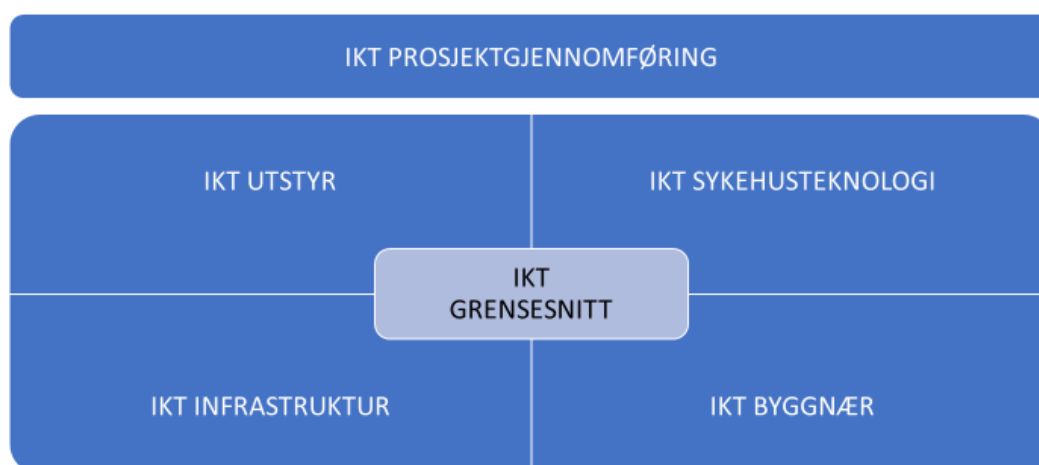 IKT PROSJEKTGJENNOMFØRING
IKT UTSTYR
IKT SYKEHUSTEKNOLOGI
IKT
GRENSESNITT
IKT INFRASTRUKTUR
IKT BYGGNÆR